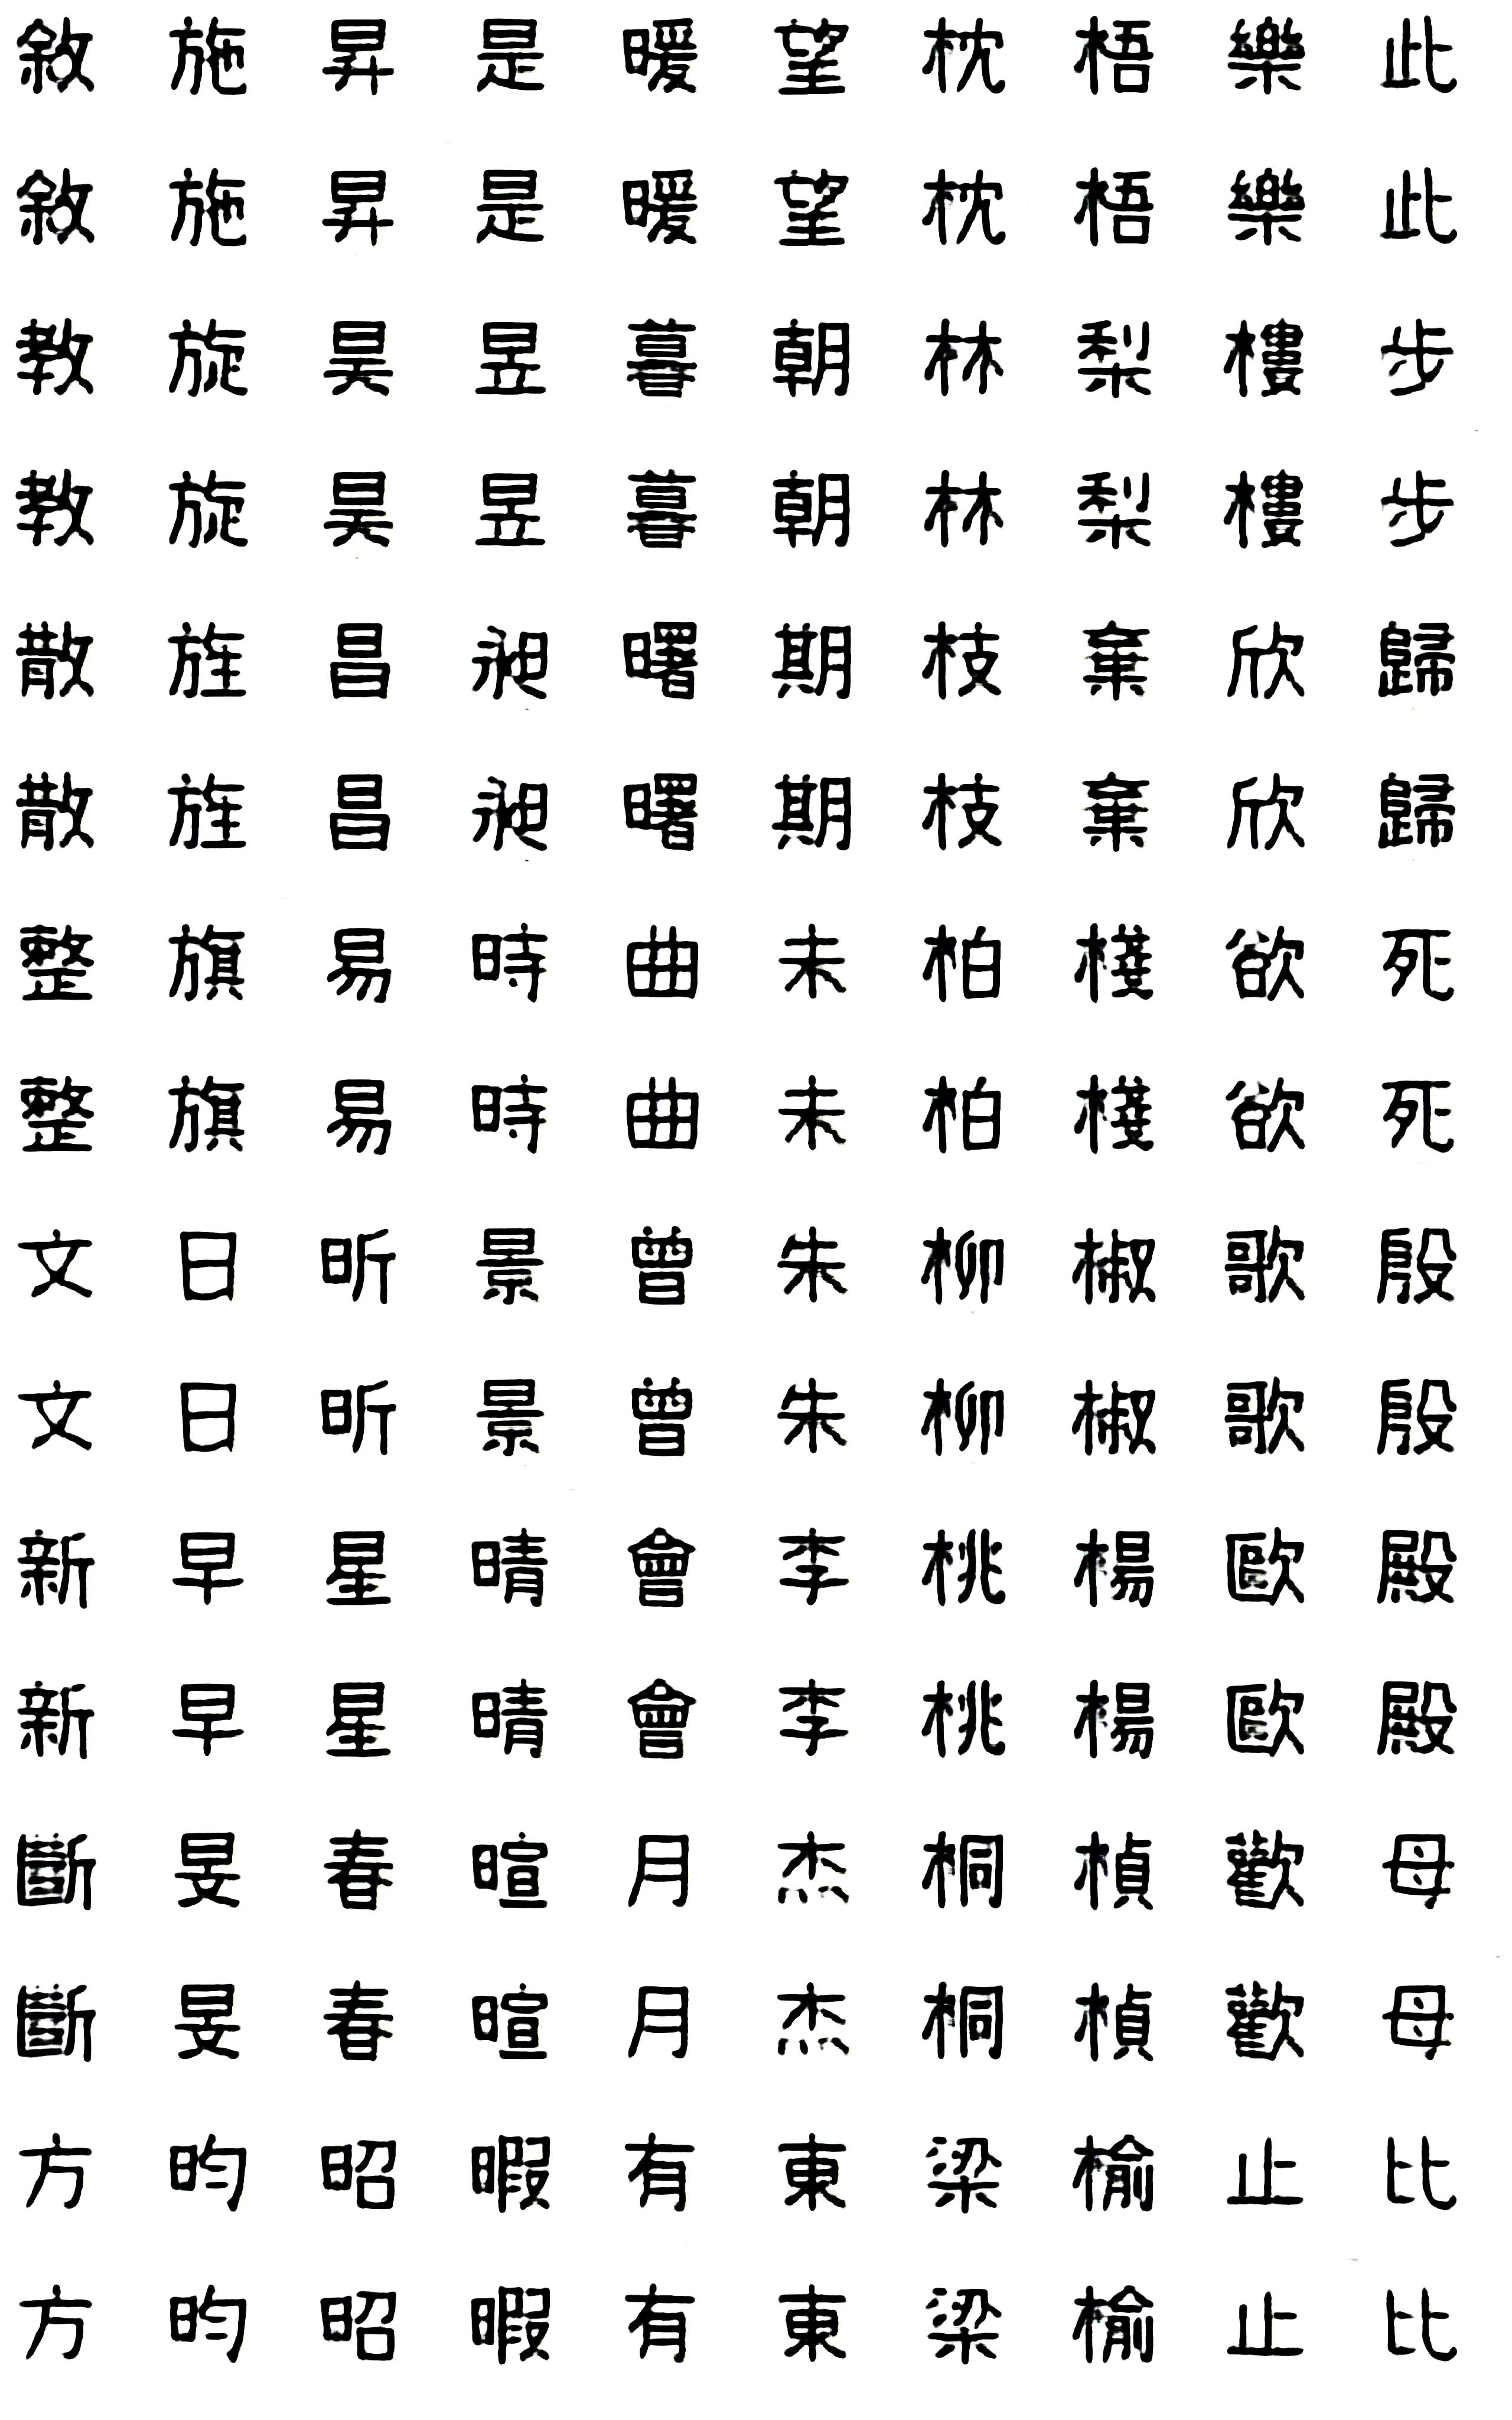 敘 施 昇 是 暖 望 枕 梧 樂 此
敘 施 昇 是 暖 望 枕 梧 樂 此
教 旋 昊 昱 暮 朝 林 梨 樓 步
教 旋 昊 昱 暮 朝 林 梨 樓 步
散 旌 昌 昶 曙 期 枝 棄 欣 歸
散 旌 昌 昶 曙 期 枝 棄 欣 歸
整 旗 易 時 曲 未 柏 棧 欲 死
整 旗 易 時 曲 未 柏 棧 欲 死
文 日 昕 景 曾 朱 柳 椒 歌 殷
文 日 昕 景 曾 朱 柳 椒 歌 殷
新 早 星 晴 會 李 桃 楊 歐 殿
新 早 星 晴 會 李 桃 楊 歐 殿
斷 旻 春 暄 月 杰 桐 楨 歡 母
斷 旻 春 暄 月 杰 桐 楨 歡 母
方 昀 昭 暇 有 東 梁 榆 止 比
方 昀 昭 暇 有 東 梁 榆 止 比